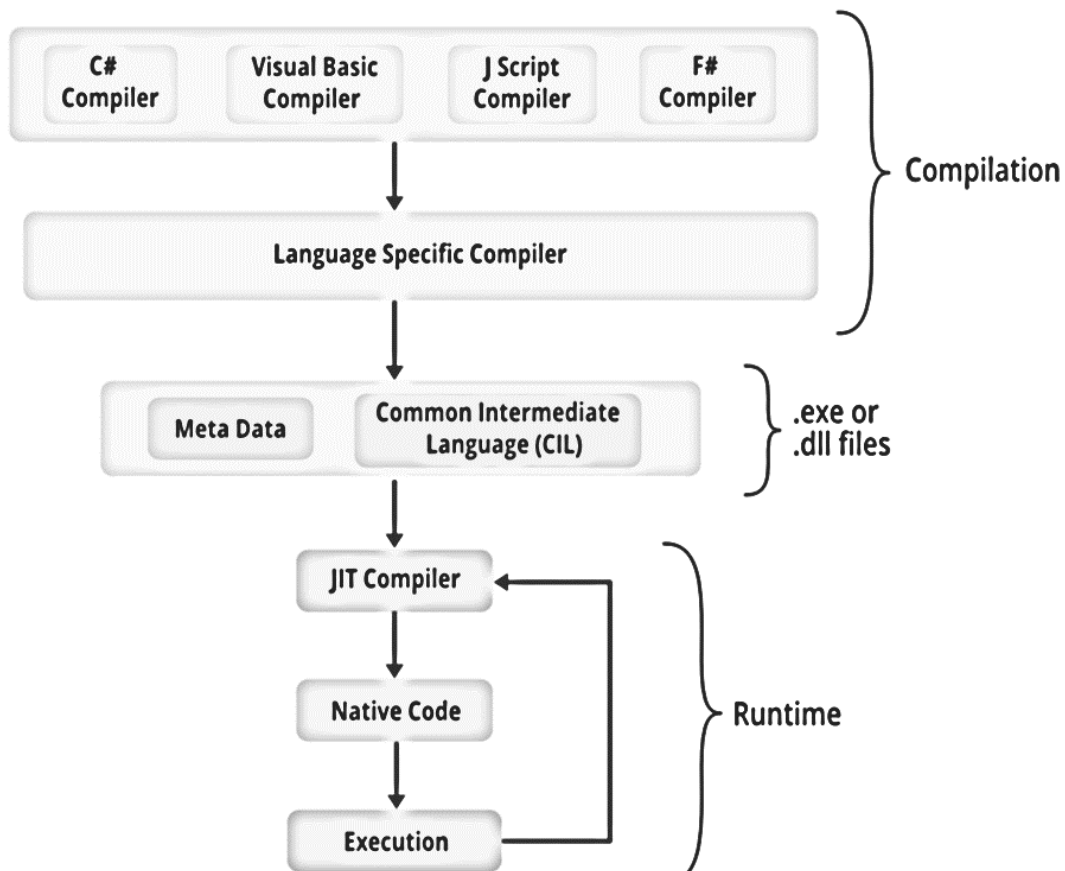 C#
Compiler
Visual Basic
Compiler
J Script
Compiler
F#
Compiler
Compilation
Language Specific Compiler
Meta Data
Common Intermediate
Language (CIL)
.exe or
.dll files
JIT Compiler
Native Code
Runtime
Execution